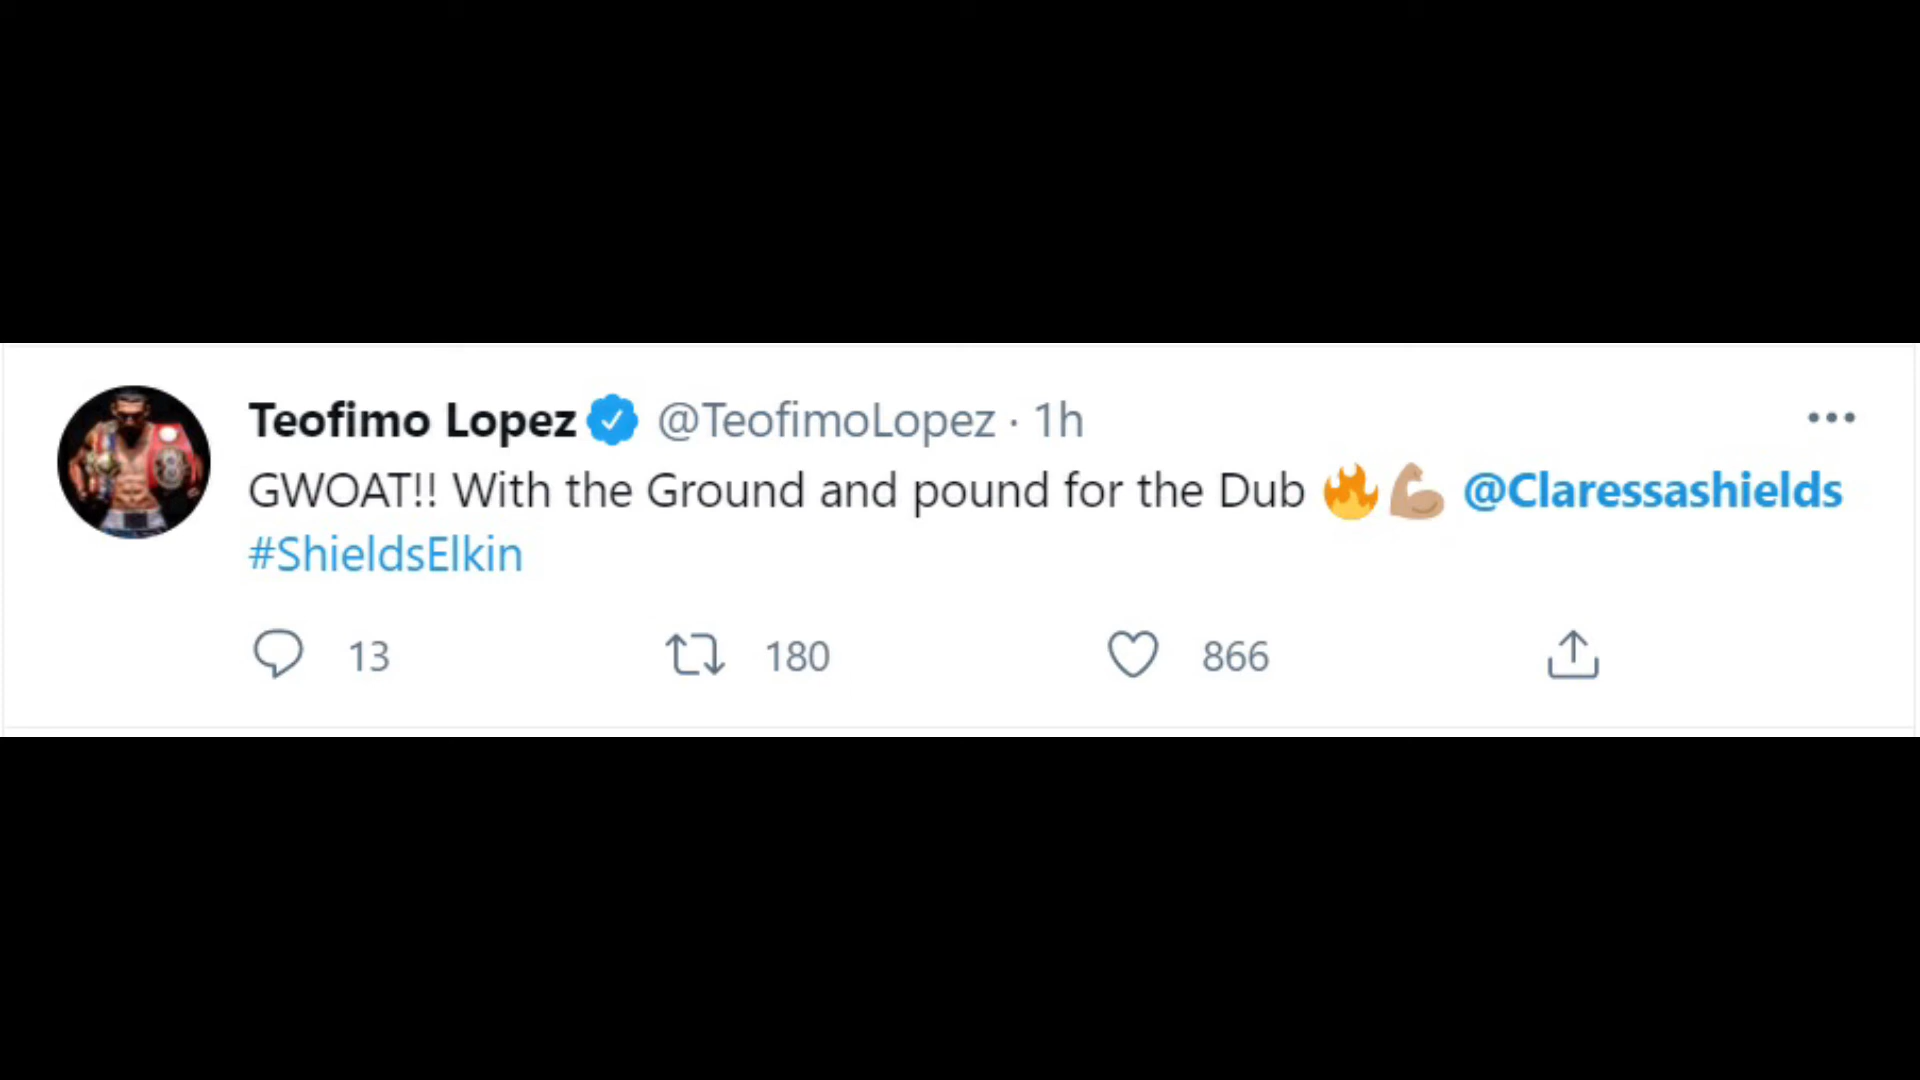 Teofimo Lopez @TeofimoLopez · 1h
GWOAT!! With the Ground and pound for the Dub 🔥💪🏽 @Claressashields
#ShieldsElkin
13 180 866